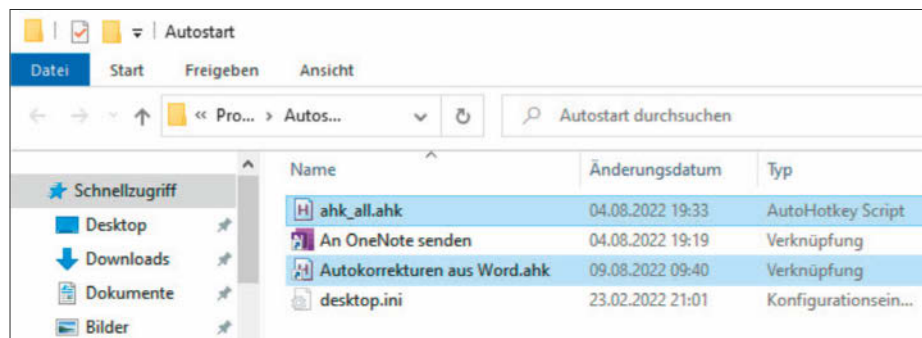 Autostart
Datei Start Freigeben Ansicht
« Pro... › Autos... Autostart durchsuchen
Name Änderungsdatum Typ
Schnellzugriff
ahk_all.ahk 04.08.2022 19:33 AutoHotkey Script
Desktop
An OneNote senden 04.08.2022 19:19 Verknüpfung
Downloads
Autokorrekturen aus Word.ahk 09.08.2022 09:40 Verknüpfung
Dokumente
desktop.ini 23.02.2022 21:01 Konfigurationsein...
Bilder